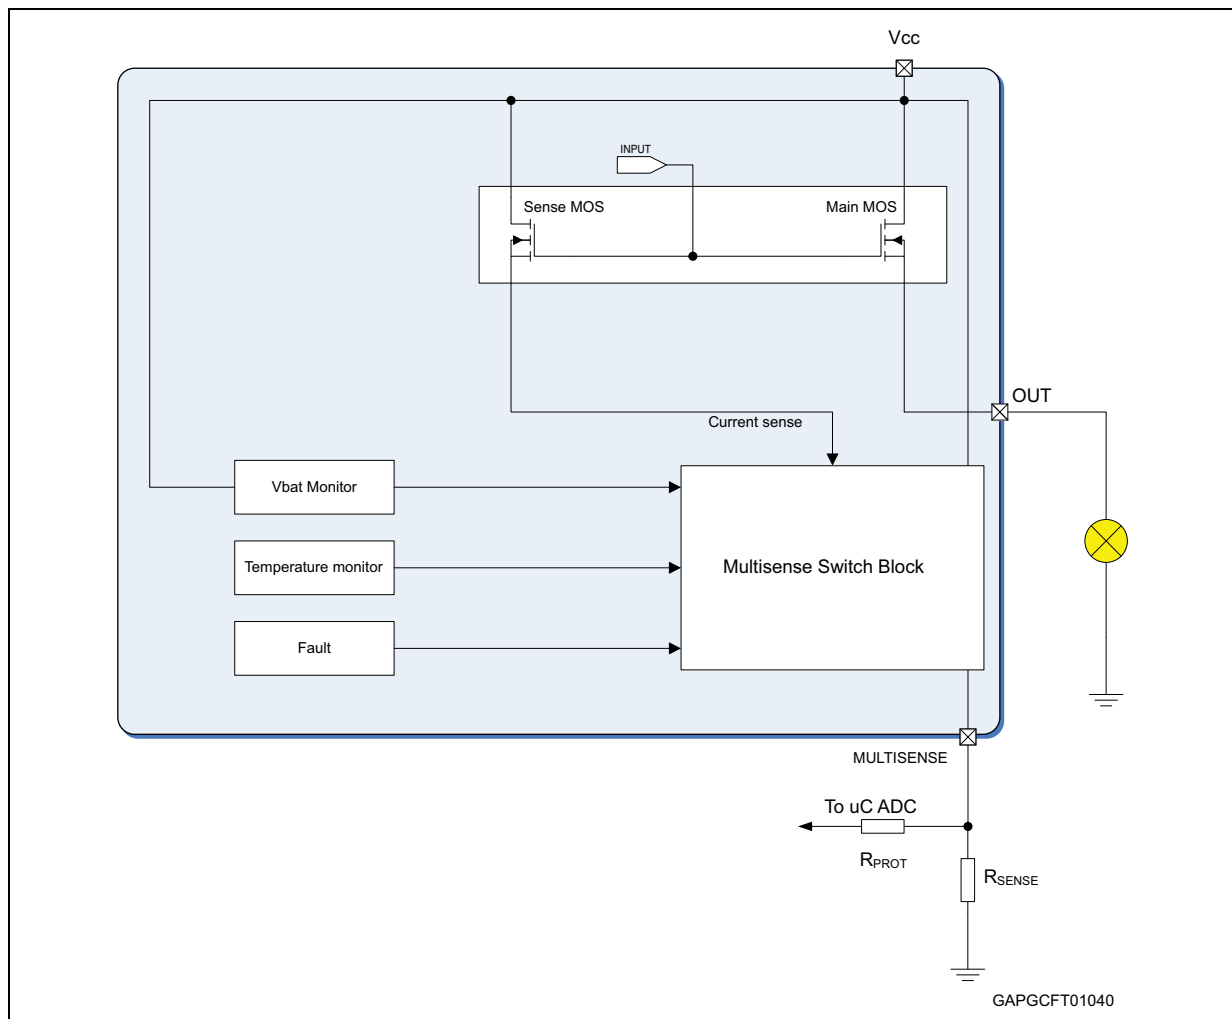 Vcc
INPUT
Sense MOS
Main MOS
OUT
Current sense
Vbat Monitor
Temperature monitor
Multisense Switch Block
Fault
MULTISENSE
To uC ADC
RPROT
RSENSE
GAPGCFT01040